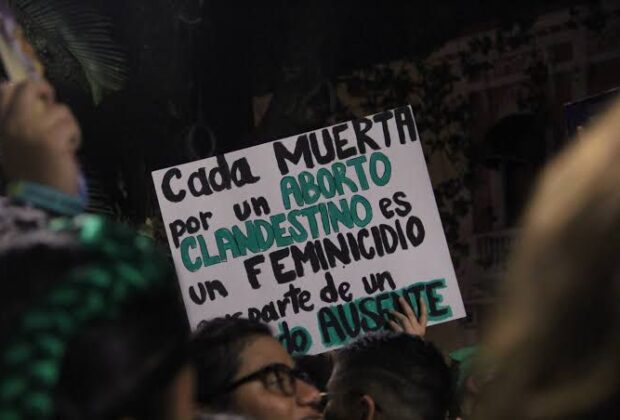 Cada MUERTA
por un ABORTO
CLANDESTINO es
un FEMINICIDIO
parte de un
AUSENTE